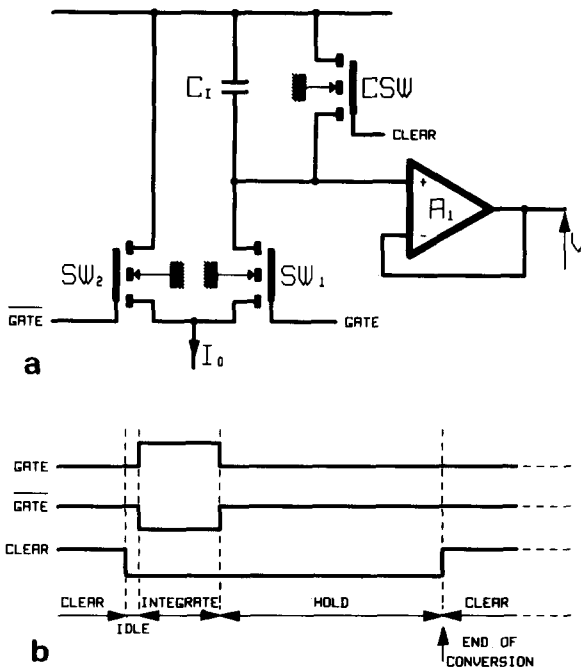 C_I
CSW
CLEAR
A_1
+
-
V
SW_2
SW_1
GATE
GATE
I_0
a
GATE
GATE
CLEAR
CLEAR
INTEGRATE
HOLD
CLEAR
IDLE
b
END OF
CONVERSION